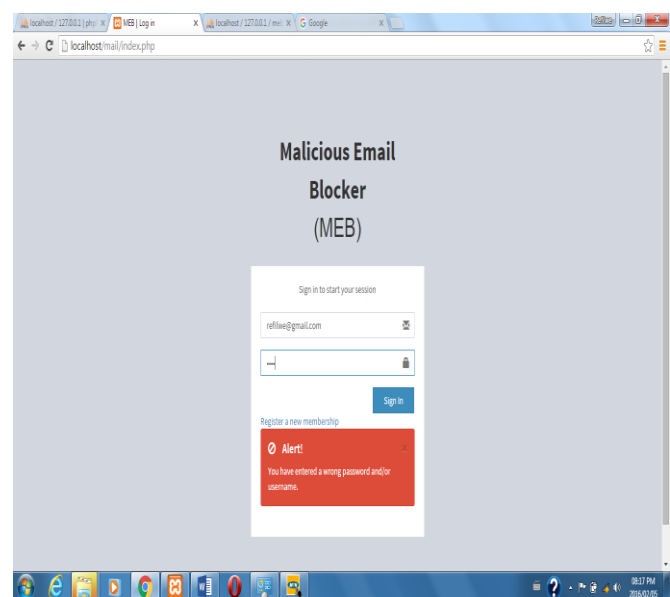 localhost / 127.0.0.1 | php
MEB | Log in
localhost / 127.0.0.1 / meb
Google
localhost/mail/index.php
Malicious Email
Blocker
(MEB)
Sign in to start your session
refilwe@gmail.com
Sign In
Register a new membership
Alert!
You have entered a wrong password and/or
username.
08:17 PM
2016/02/05